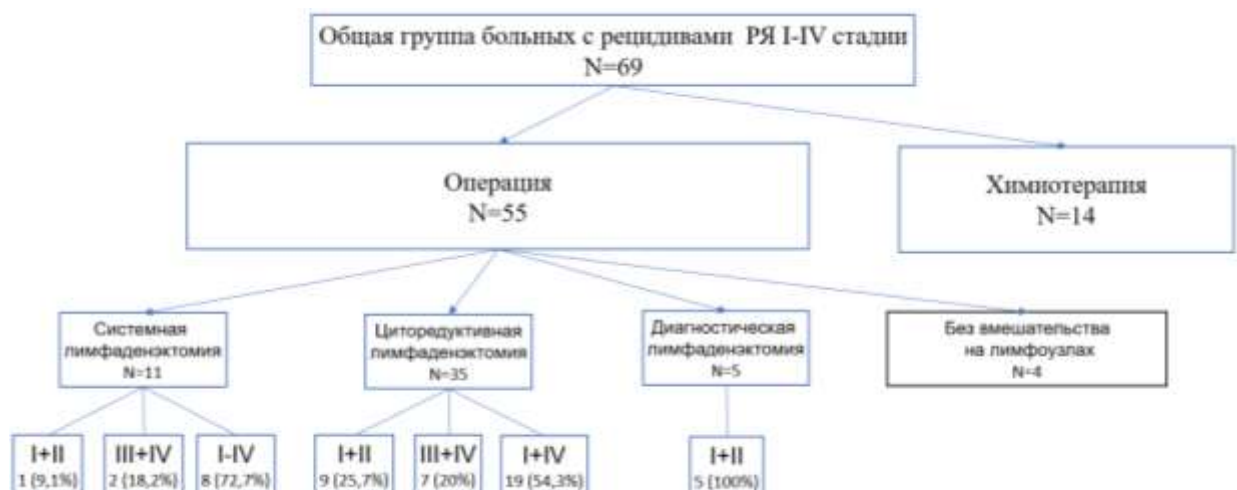 Общая группа больных с рецидивами РЯ I-IV стадии
N=69
Операция
N=55
Химиотерапия
N=14
Системная
лимфаденэктомия
N=11
Циторедуктивная
лимфаденэктомия
N=35
Диагностическая
лимфаденэктомия
N=5
Без вмешательства
на лимфоузлах
N=4
I+II
1 (9,1%)
III+IV
2 (18,2%)
I-IV
8 (72,7%)
I+II
9 (25,7%)
III+IV
7 (20%)
I+IV
19 (54,3%)
I+II
5 (100%)